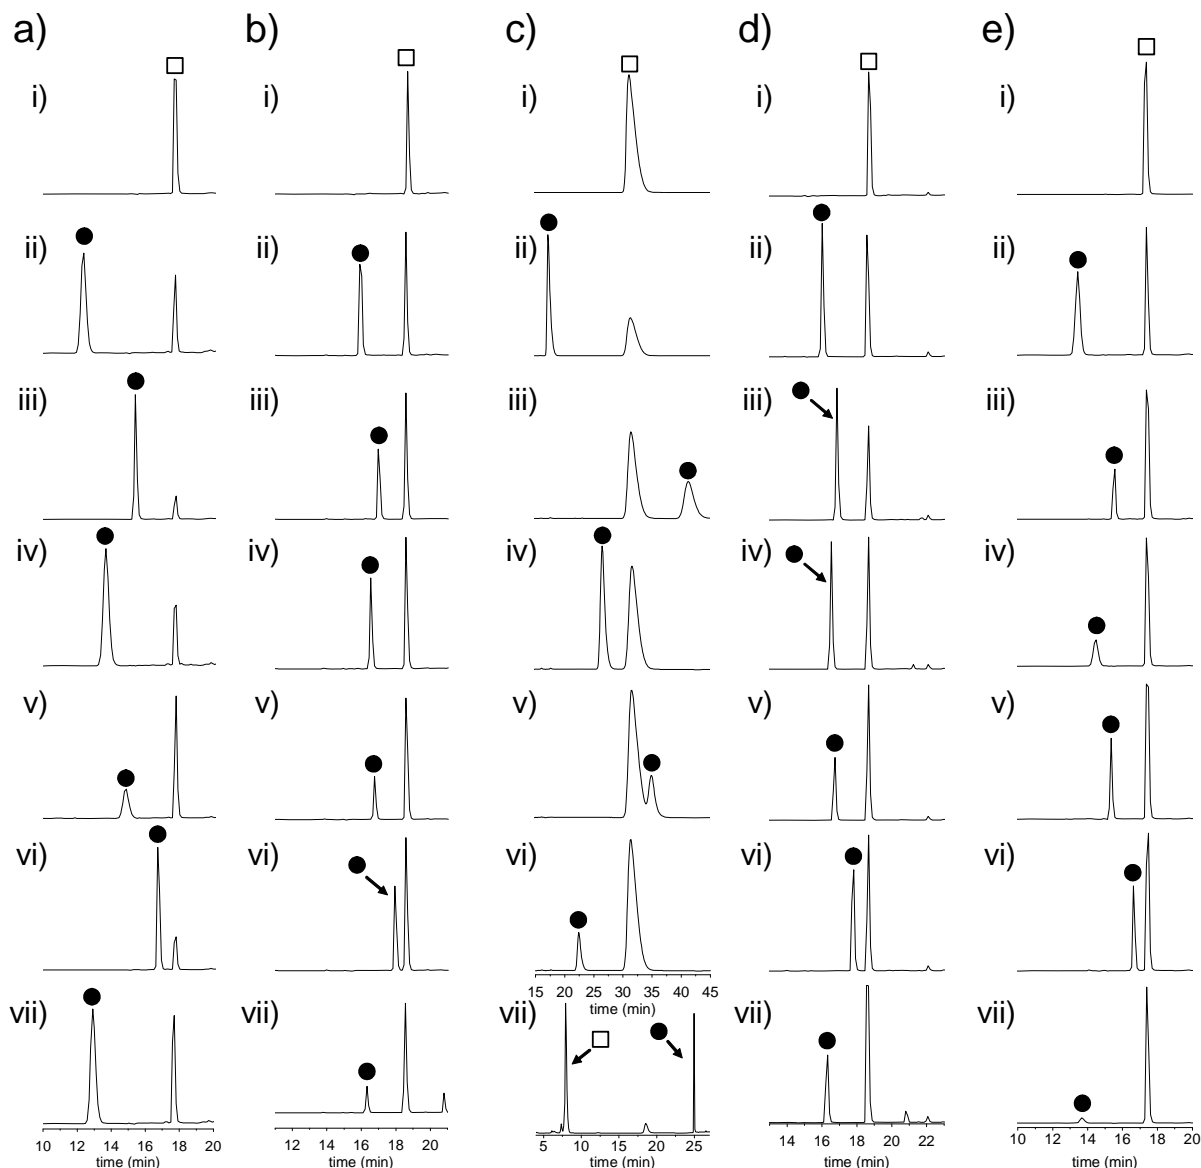 a) b) c) d) e)
i) i) i) i) i)
ii) ii) ii) ii) ii)
iii) iii) iii) iii) iii)
iv) iv) iv) iv) iv)
v) v) v) v) v)
vi) vi) vi) vi) vi)
15 20 25 30 35 40 45
time (min)
vii) vii) vii) vii) vii)
10 12 14 16 18 20 12 14 16 18 20 5 10 15 20 25 14 16 18 20 22 10 12 14 16 18 20
time (min) time (min) time (min) time (min) time (min)